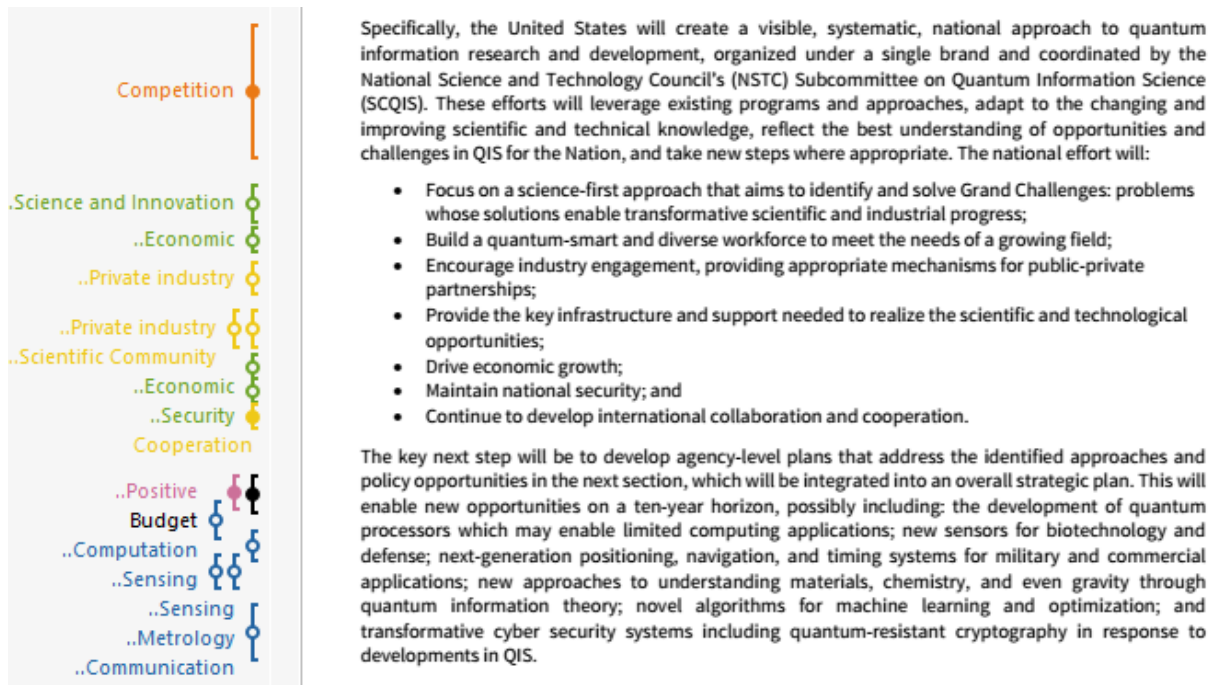 Competition
..Science and Innovation
..Economic
..Private industry
..Private industry
..Scientific Community
..Economic
..Security
Cooperation
..Positive
Budget
..Computation
..Sensing
..Sensing
..Metrology
..Communication
Specifically, the United States will create a visible, systematic, national approach to quantum
information research and development, organized under a single brand and coordinated by the
National Science and Technology Council's (NSTC) Subcommittee on Quantum Information Science
(SCQIS). These efforts will leverage existing programs and approaches, adapt to the changing and
improving scientific and technical knowledge, reflect the best understanding of opportunities and
challenges in QIS for the Nation, and take new steps where appropriate. The national effort will:
• Focus on a science-first approach that aims to identify and solve Grand Challenges: problems
whose solutions enable transformative scientific and industrial progress;
• Build a quantum-smart and diverse workforce to meet the needs of a growing field;
• Encourage industry engagement, providing appropriate mechanisms for public-private
partnerships;
• Provide the key infrastructure and support needed to realize the scientific and technological
opportunities;
• Drive economic growth;
• Maintain national security; and
• Continue to develop international collaboration and cooperation.
The key next step will be to develop agency-level plans that address the identified approaches and
policy opportunities in the next section, which will be integrated into an overall strategic plan. This will
enable new opportunities on a ten-year horizon, possibly including: the development of quantum
processors which may enable limited computing applications; new sensors for biotechnology and
defense; next-generation positioning, navigation, and timing systems for military and commercial
applications; new approaches to understanding materials, chemistry, and even gravity through
quantum information theory; novel algorithms for machine learning and optimization; and
transformative cyber security systems including quantum-resistant cryptography in response to
developments in QIS.